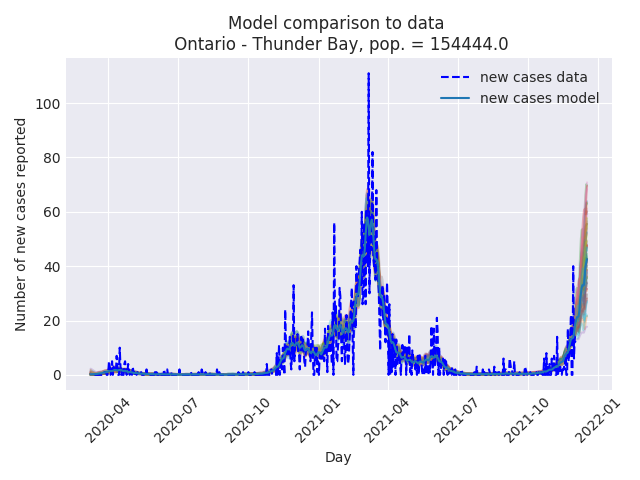 Model comparison to data
Ontario - Thunder Bay, pop. = 154444.0
new cases data
new cases model
Number of new cases reported
100
80
60
40
20
0
2020-04
2020-07
2020-10
2021-01
2021-04
2021-07
2021-10
2022-01
Day